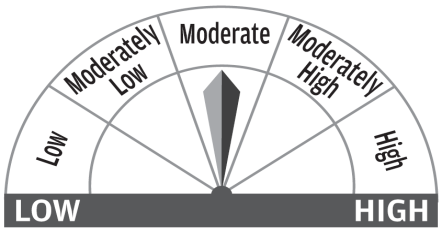 Low
Moderately
Low
Moderate
Moderately
High
High
LOW
HIGH